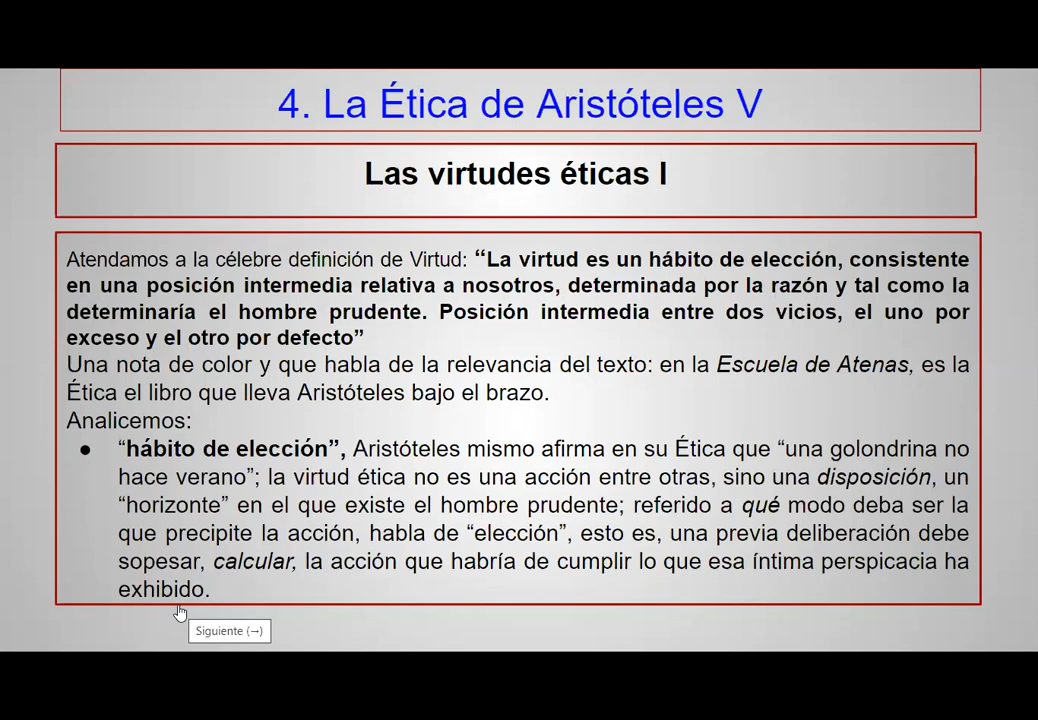 4. La Ética de Aristóteles V
Las virtudes éticas I
Atendamos a la célebre definición de Virtud: “La virtud es un hábito de elección, consistente
en una posición intermedia relativa a nosotros, determinada por la razón y tal como la
determinaría el hombre prudente. Posición intermedia entre dos vicios, el uno por
exceso y el otro por defecto”
Una nota de color y que habla de la relevancia del texto: en la Escuela de Atenas, es la
Ética el libro que lleva Aristóteles bajo el brazo.
Analicemos:
● “hábito de elección”, Aristóteles mismo afirma en su Ética que “una golondrina no
hace verano”; la virtud ética no es una acción entre otras, sino una disposición, un
“horizonte” en el que existe el hombre prudente; referido a qué modo deba ser la
que precipite la acción, habla de “elección”, esto es, una previa deliberación debe
sopesar, calcular, la acción que habría de cumplir lo que esa íntima perspicacia ha
exhibido.
Siguiente (→)